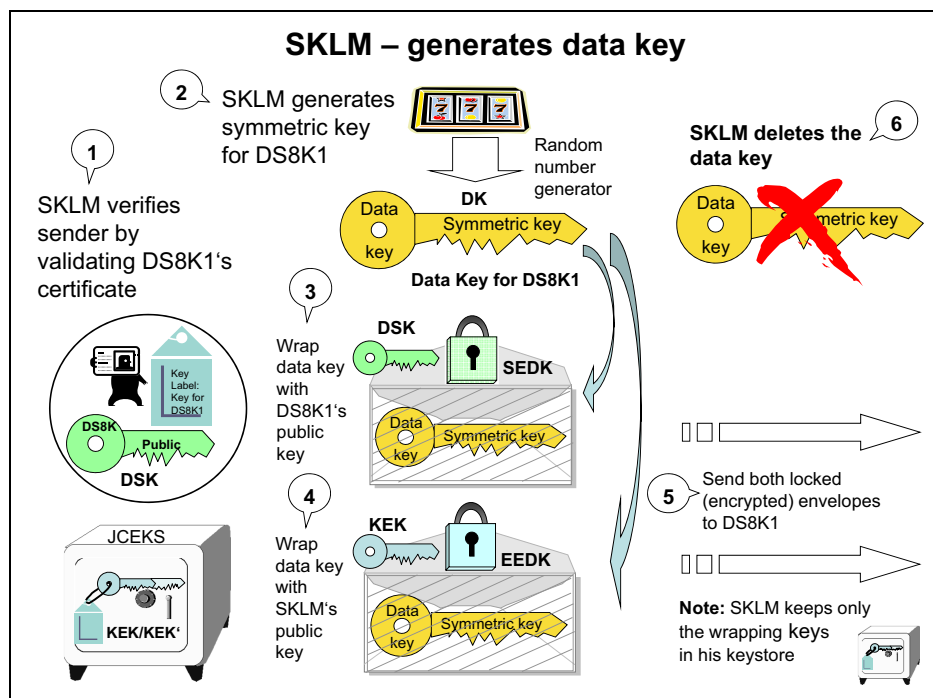 SKLM – generates data key
1
SKLM verifies
sender by
validating DS8K1‘s
certificate
Key
Label:
Key for
DS8K1
DS8K
Public
DSK
JCEKS
KEK/KEK‘
2
SKLM generates
symmetric key
for DS8K1
7 7 7
Random
number
generator
DK
Data
key
Symmetric key
Data Key for DS8K1
3
Wrap
data key
with
DS8K1's
public
key
DSK
SEDK
Data
key
Symmetric key
4
Wrap
data key
with
SKLM‘s
public
key
KEK
EEDK
Data
key
Symmetric key
5
Send both locked
(encrypted) envelopes
to DS8K1
6
SKLM deletes the
data key
Data
key
Symmetric key
Note: SKLM keeps only
the wrapping keys
in his keystore